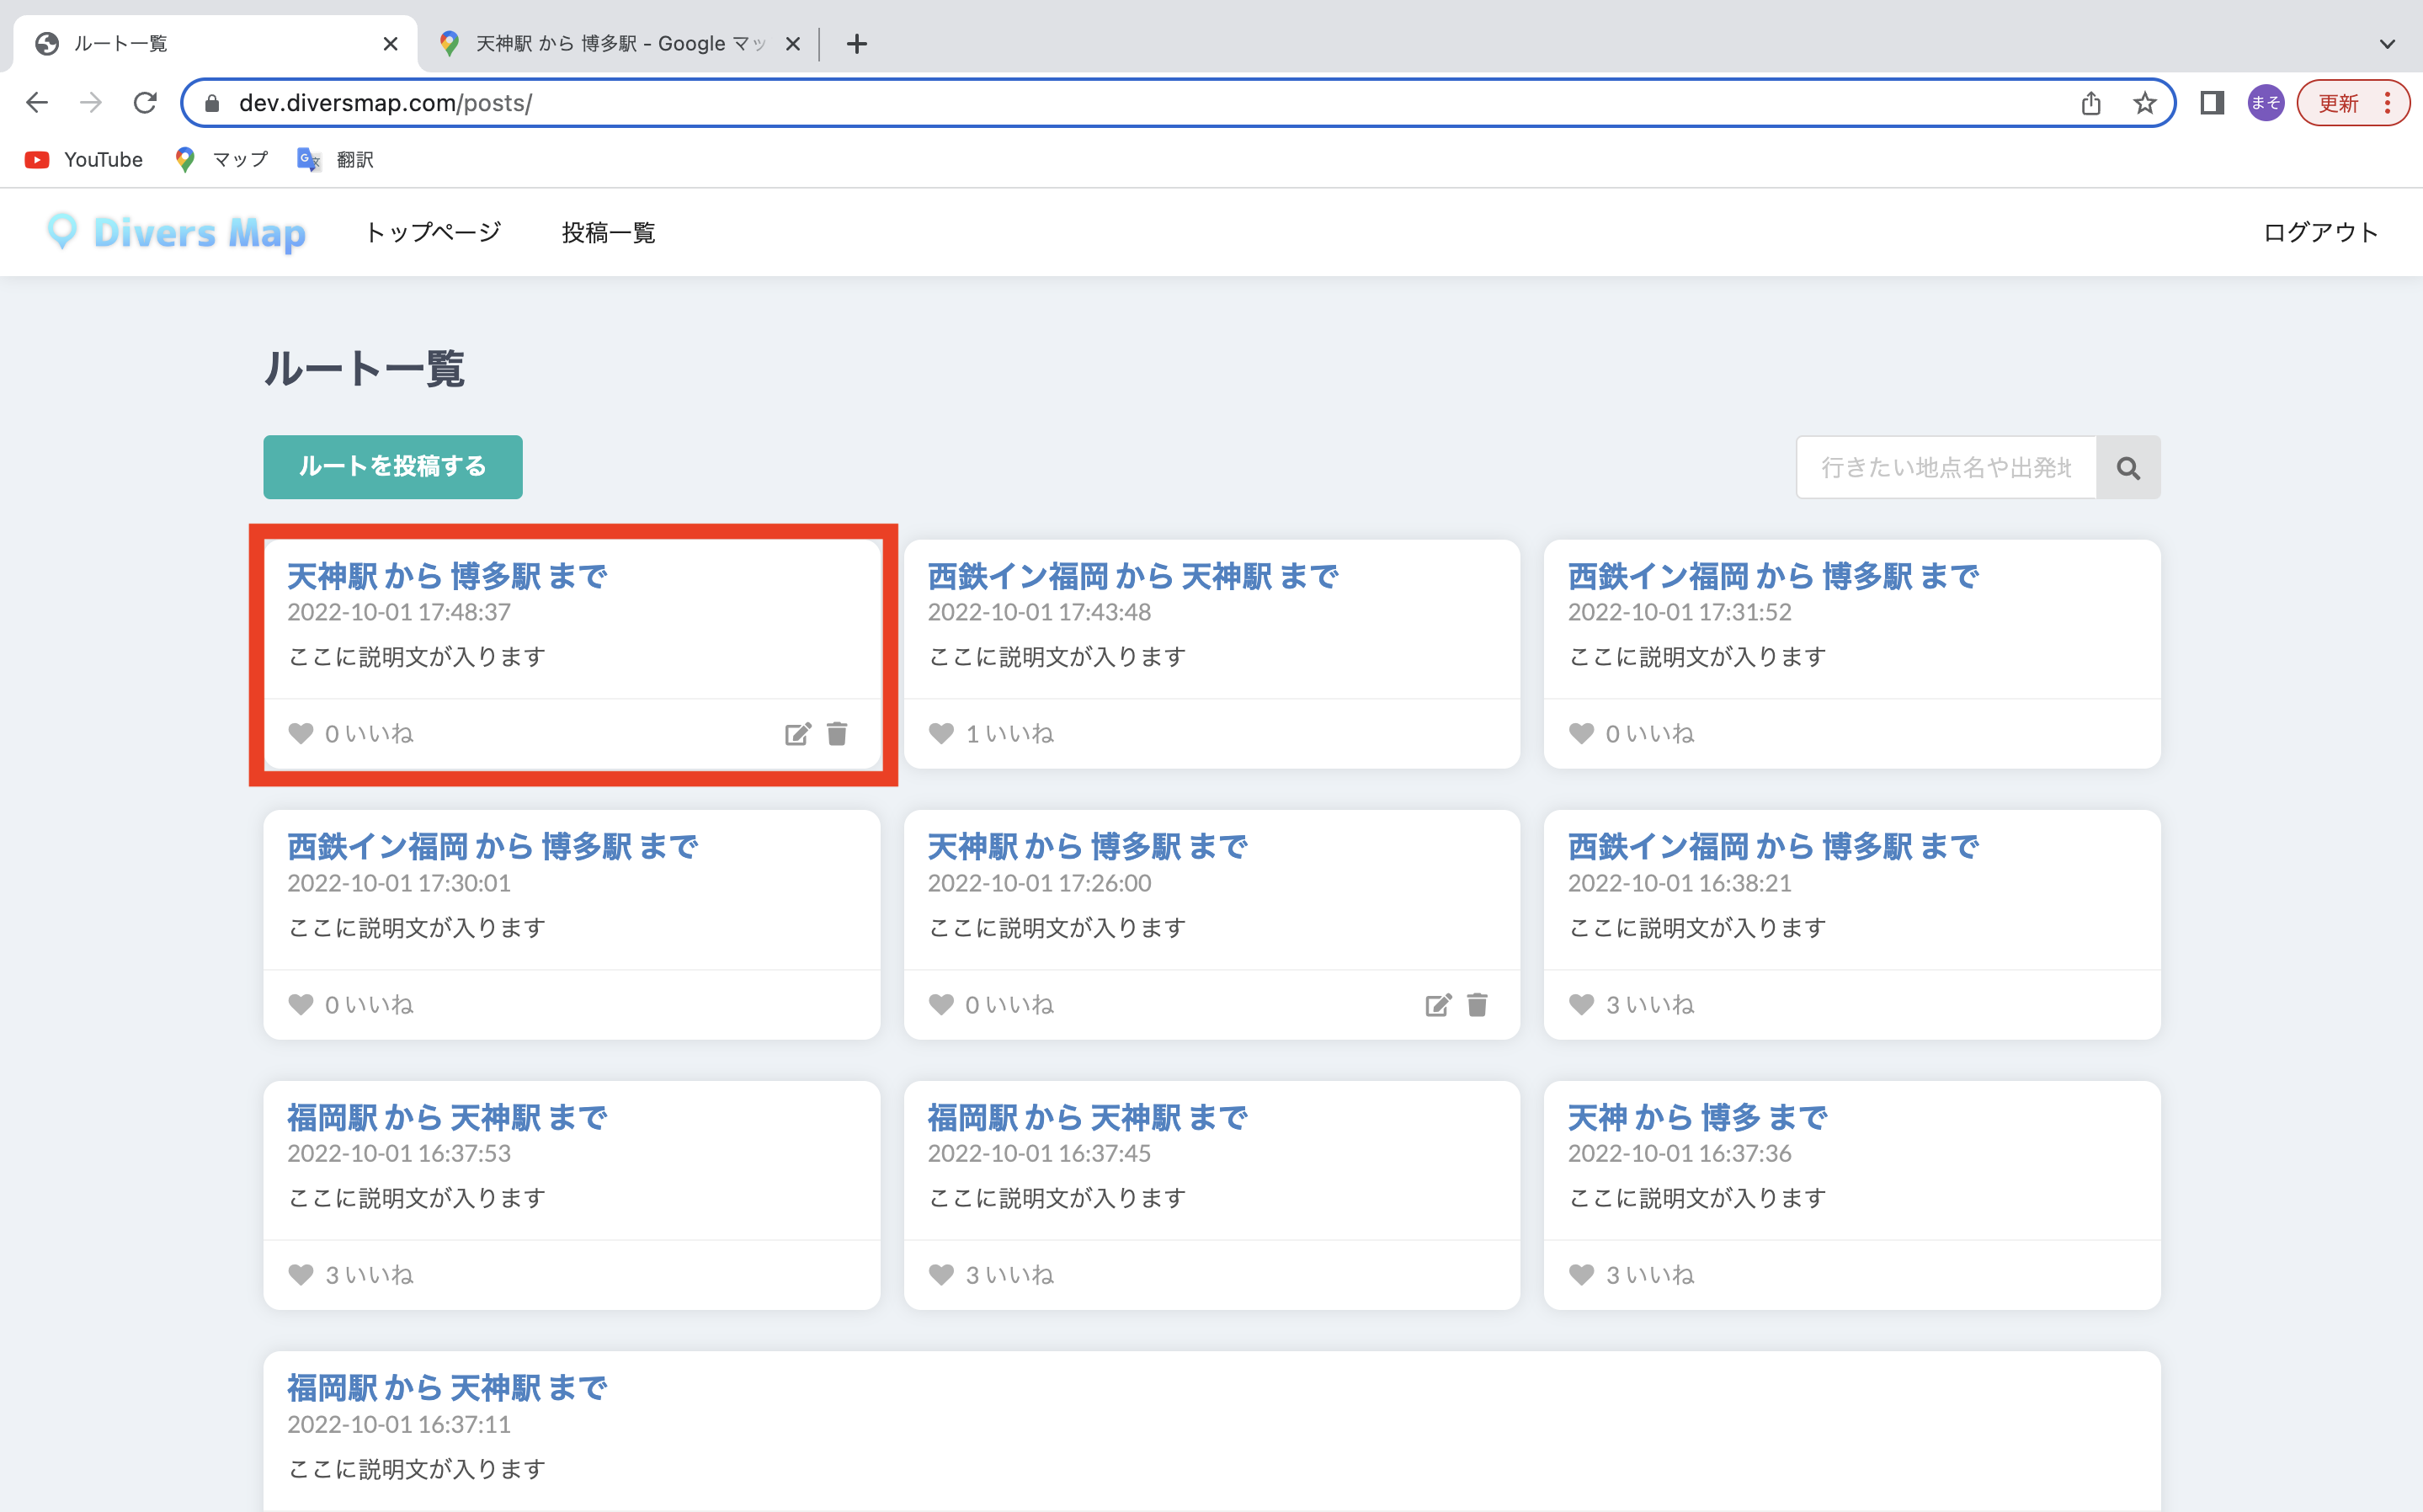 ルート一覧
天神駅 から 博多駅 - Google マッ
dev.diversmap.com/posts/
まそ
更新
YouTube
マップ
翻訳
Divers Map
トップページ
投稿一覧
ログアウト
ルート一覧
ルートを投稿する
行きたい地点名や出発地
天神駅 から 博多駅 まで
2022-10-01 17:48:37
ここに説明文が入ります
0 いいね
西鉄イン福岡 から 天神駅 まで
2022-10-01 17:43:48
ここに説明文が入ります
1 いいね
西鉄イン福岡 から 博多駅 まで
2022-10-01 17:31:52
ここに説明文が入ります
0 いいね
西鉄イン福岡 から 博多駅 まで
2022-10-01 17:30:01
ここに説明文が入ります
0 いいね
天神駅 から 博多駅 まで
2022-10-01 17:26:00
ここに説明文が入ります
0 いいね
西鉄イン福岡 から 博多駅 まで
2022-10-01 16:38:21
ここに説明文が入ります
3 いいね
福岡駅 から 天神駅 まで
2022-10-01 16:37:53
ここに説明文が入ります
3 いいね
福岡駅 から 天神駅 まで
2022-10-01 16:37:45
ここに説明文が入ります
3 いいね
天神 から 博多 まで
2022-10-01 16:37:36
ここに説明文が入ります
3 いいね
福岡駅 から 天神駅 まで
2022-10-01 16:37:11
ここに説明文が入ります